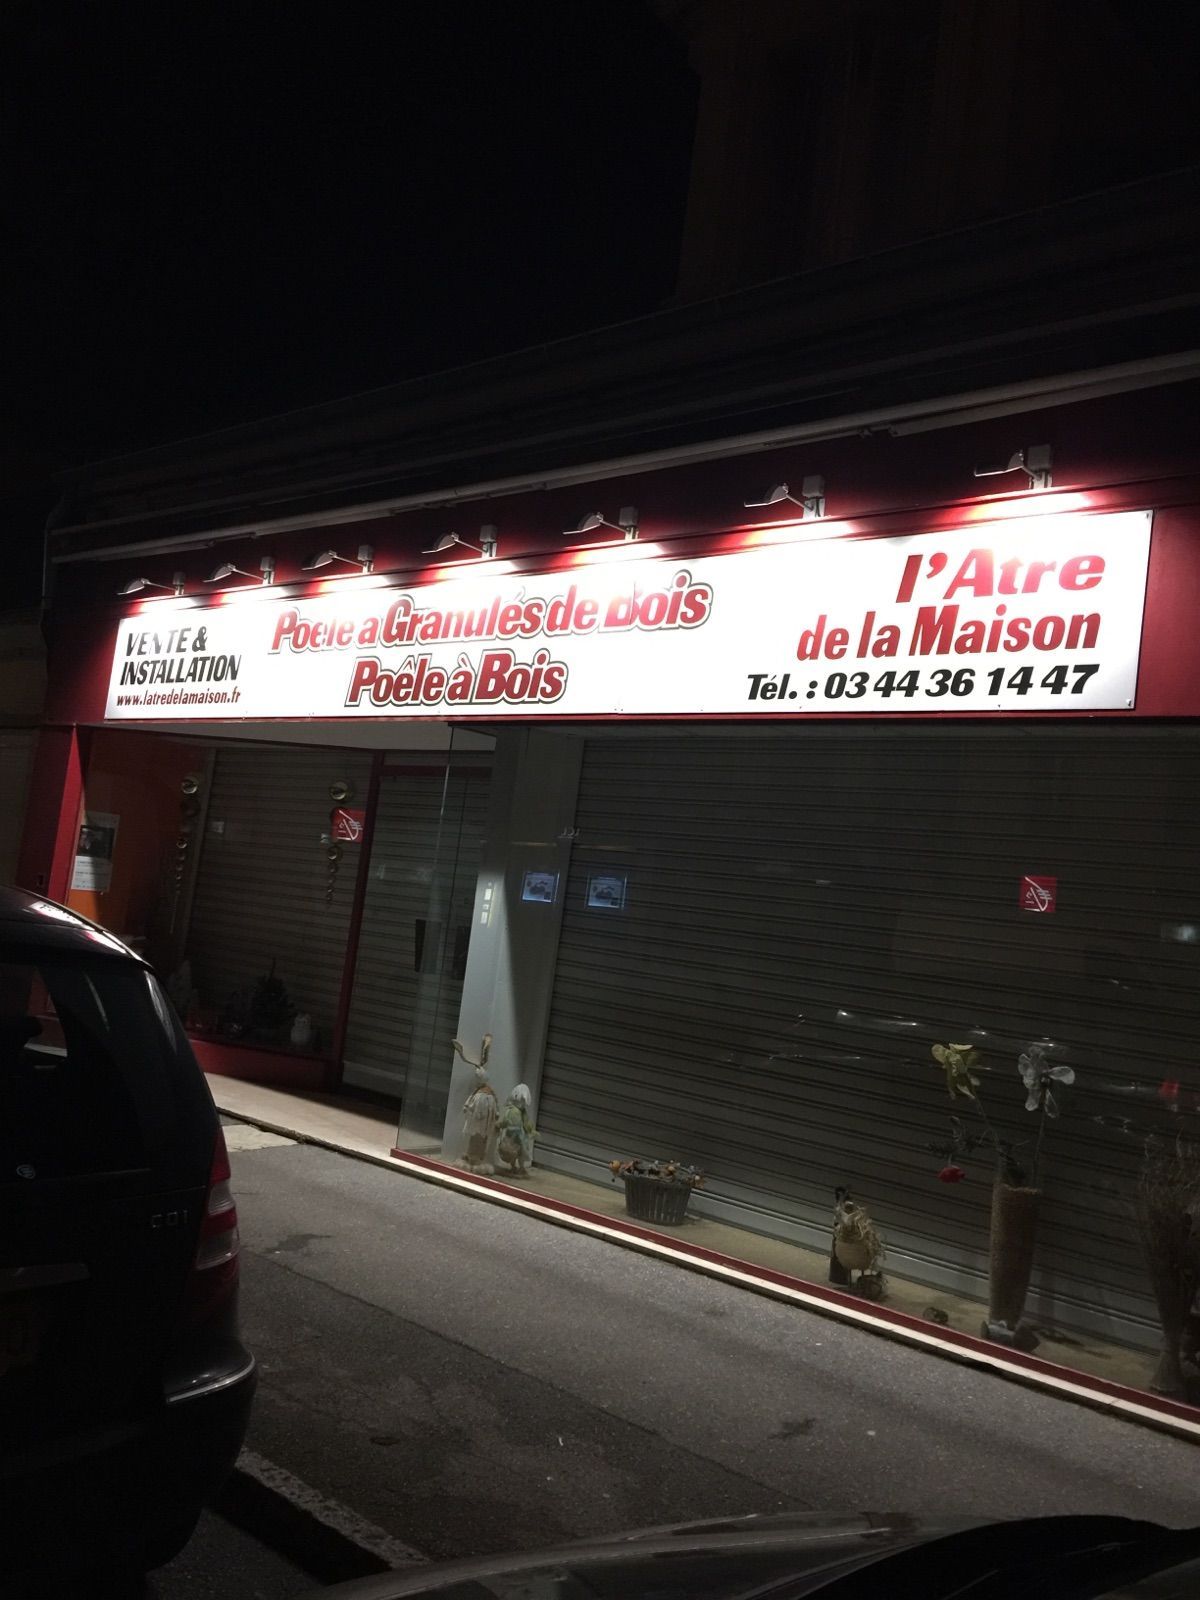 VENTE &
INSTALLATION
www.latredelamaison.fr
Poêle a Granulés de Bois
Poêle à Bois
l'Atre
de la Maison
Tél. : 03 44 36 14 47
CDI